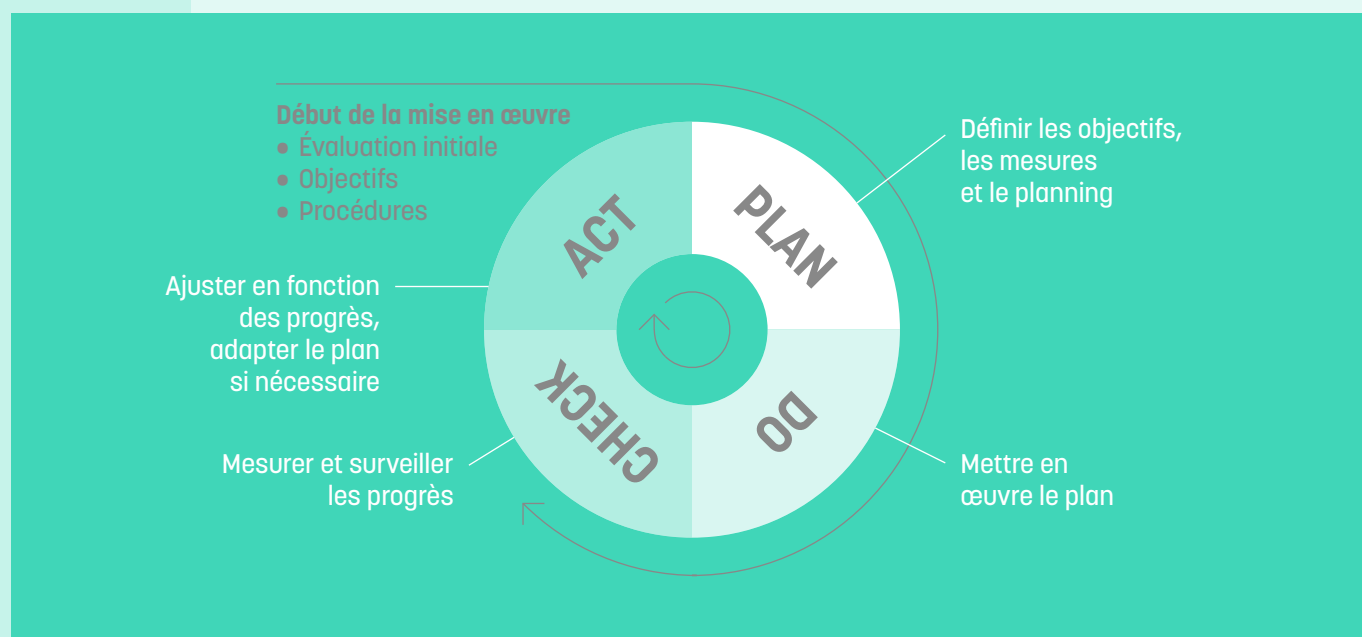 Début de la mise en œuvre
• Évaluation initiale
• Objectifs
• Procédures
PLAN
Définir les objectifs,
les mesures
et le planning
DO
Mettre en
œuvre le plan
CHECK
Mesurer et surveiller
les progrès
ACT
Ajuster en fonction
des progrès,
adapter le plan
si nécessaire